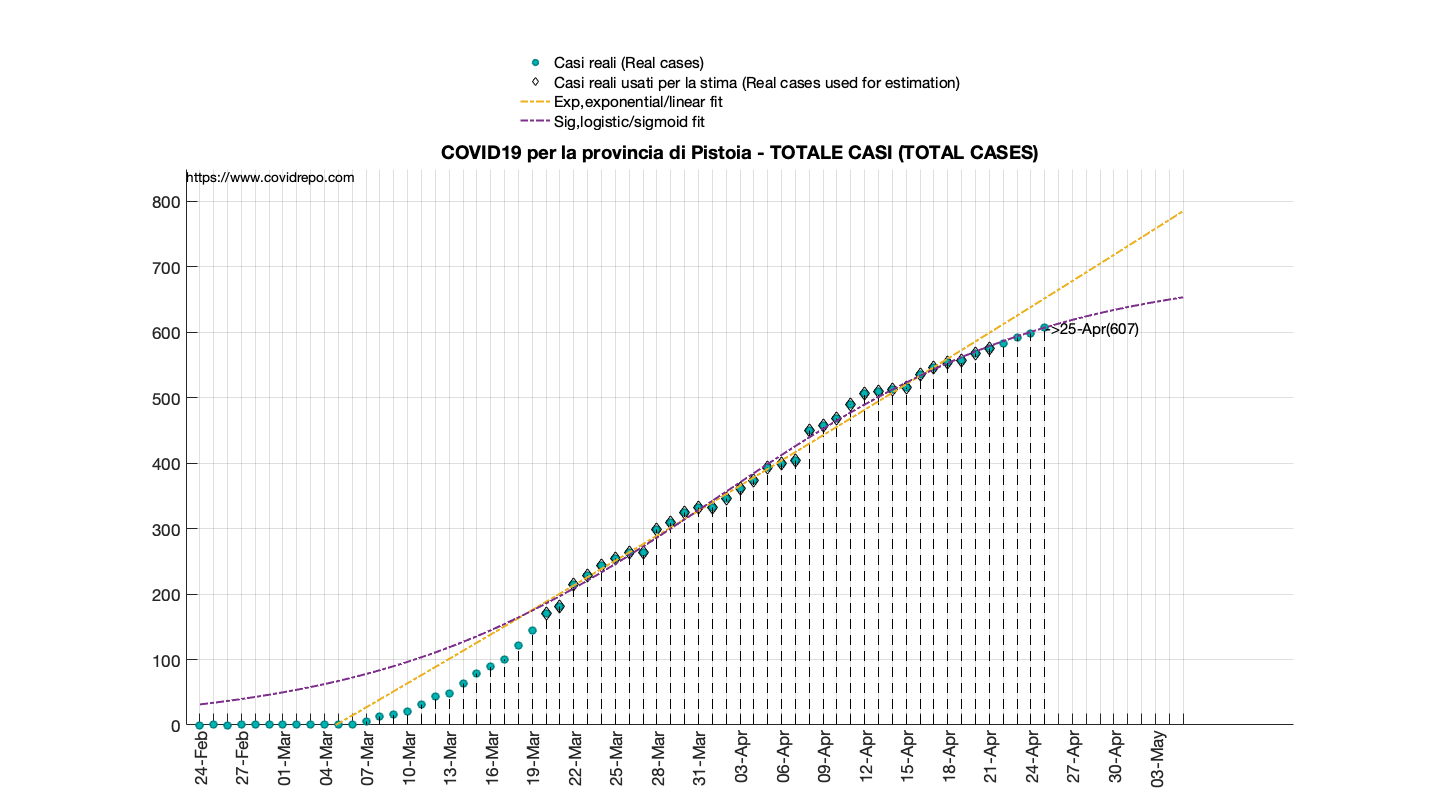 Casi reali (Real cases)
Casi reali usati per la stima (Real cases used for estimation)
Exp,exponential/linear fit
Sig,logistic/sigmoid fit
COVID19 per la provincia di Pistoia - TOTALE CASI (TOTAL CASES)
https://www.covidrepo.com
800
700
600
500
400
300
200
100
0
>25-Apr(607)
24-Feb
27-Feb
01-Mar
04-Mar
07-Mar
10-Mar
13-Mar
16-Mar
19-Mar
22-Mar
25-Mar
28-Mar
31-Mar
03-Apr
06-Apr
09-Apr
12-Apr
15-Apr
18-Apr
21-Apr
24-Apr
27-Apr
30-Apr
03-May